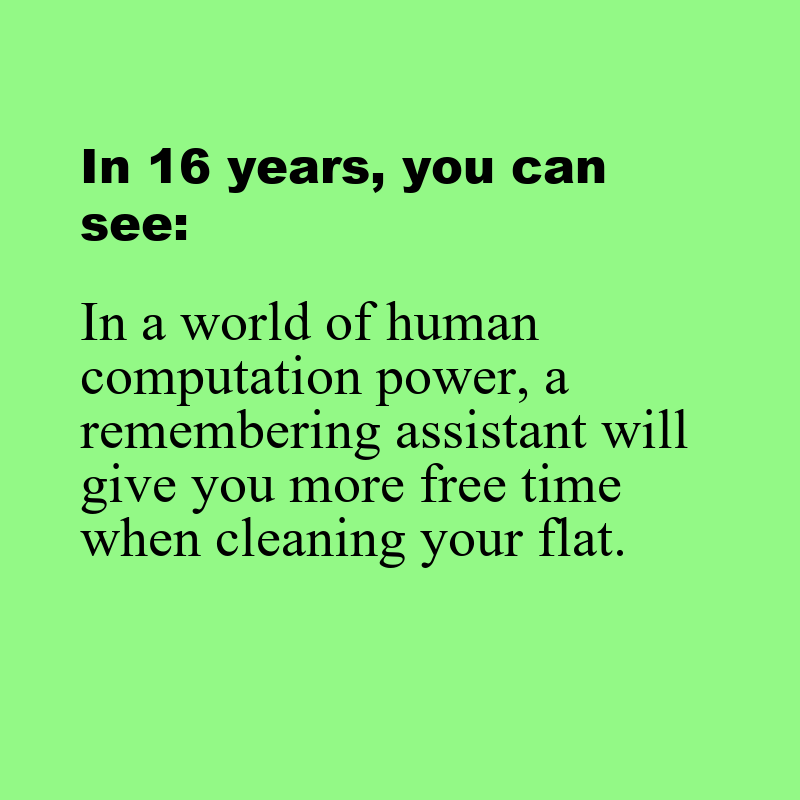 In 16 years, you can
see:
In a world of human
computation power, a
remembering assistant will
give you more free time
when cleaning your flat.